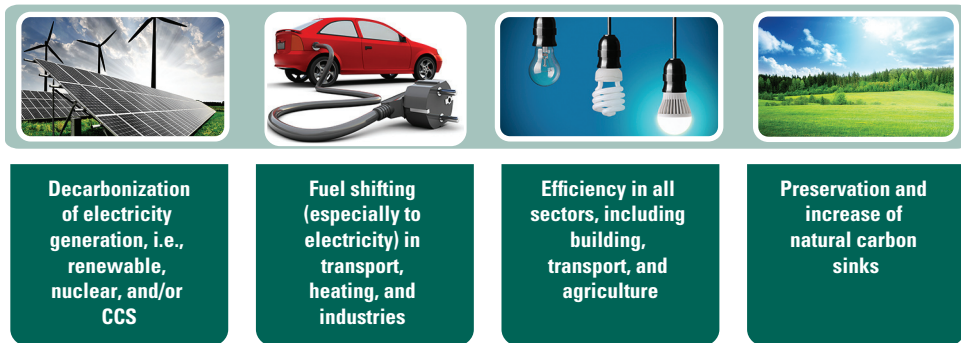 Decarbonization
of electricity
generation, i.e.,
renewable,
nuclear, and/or
CCS
Fuel shifting
(especially to
electricity) in
transport,
heating, and
industries
Efficiency in all
sectors, including
building,
transport, and
agriculture
Preservation and
increase of
natural carbon
sinks